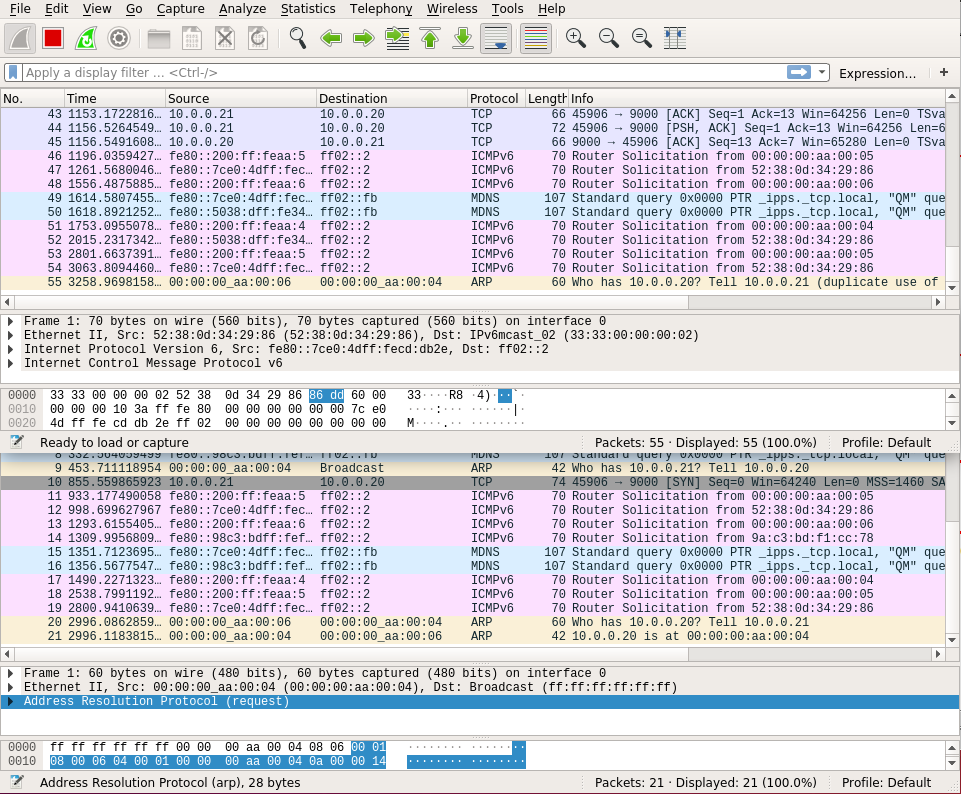 File Edit View Go Capture Analyze Statistics Telephony Wireless Tools Help
Apply a display filter ... <Ctrl-/> Expression... +
No. Time Source Destination Protocol Length Info
43 1153.1722816... 10.0.0.21 10.0.0.20 TCP 66 45906 → 9000 [ACK] Seq=1 Ack=13 Win=64256 Len=0 TSva
44 1156.5264549... 10.0.0.21 10.0.0.20 TCP 72 45906 → 9000 [PSH, ACK] Seq=1 Ack=13 Win=64256 Len=6
45 1156.5491608... 10.0.0.20 10.0.0.21 TCP 66 9000 → 45906 [ACK] Seq=13 Ack=7 Win=65280 Len=0 TSva
46 1196.0359427... fe80::200:ff:feaa:5 ff02::2 ICMPv6 70 Router Solicitation from 00:00:00:aa:00:05
47 1261.5680046... fe80::7ce0:4dff:fec... ff02::2 ICMPv6 70 Router Solicitation from 52:38:0d:34:29:86
48 1556.4875885... fe80::200:ff:feaa:6 ff02::2 ICMPv6 70 Router Solicitation from 00:00:00:aa:00:06
49 1614.5807455... fe80::7ce0:4dff:fec... ff02::fb MDNS 107 Standard query 0x0000 PTR _ipps._tcp.local, "QM" que
50 1618.8921252... fe80::5038:dff:fe34... ff02::fb MDNS 107 Standard query 0x0000 PTR _ipps._tcp.local, "QM" que
51 1753.0955078... fe80::200:ff:feaa:4 ff02::2 ICMPv6 70 Router Solicitation from 00:00:00:aa:00:04
52 2015.2317342... fe80::5038:dff:fe34... ff02::2 ICMPv6 70 Router Solicitation from 52:38:0d:34:29:86
53 2801.6637391... fe80::200:ff:feaa:5 ff02::2 ICMPv6 70 Router Solicitation from 00:00:00:aa:00:05
54 3063.8094460... fe80::7ce0:4dff:fec... ff02::2 ICMPv6 70 Router Solicitation from 52:38:0d:34:29:86
55 3258.9698158... 00:00:00_aa:00:06 00:00:00_aa:00:04 ARP 60 Who has 10.0.0.20? Tell 10.0.0.21 (duplicate use of
Frame 1: 70 bytes on wire (560 bits), 70 bytes captured (560 bits) on interface 0
Ethernet II, Src: 52:38:0d:34:29:86 (52:38:0d:34:29:86), Dst: IPv6mcast_02 (33:33:00:00:00:02)
Internet Protocol Version 6, Src: fe80::7ce0:4dff:fecd:db2e, Dst: ff02::2
Internet Control Message Protocol v6
0000 33 33 00 00 00 02 52 38 0d 34 29 86 86 dd 60 00 33····R8 ·4)···`·
0010 00 00 00 10 3a ff fe 80 00 00 00 00 00 00 7c e0 ····:··· ······|·
0020 4d ff fe cd db 2e ff 02 00 00 00 00 00 00 00 00 M····.·· ········
Ready to load or capture Packets: 55 · Displayed: 55 (100.0%) Profile: Default
8 332.564059499 fe80::98c3:bdff:fef... ff02::fb MDNS 107 Standard query 0x0000 PTR _ipps._tcp.local, "QM" que
9 453.711118954 00:00:00_aa:00:04 Broadcast ARP 42 Who has 10.0.0.21? Tell 10.0.0.20
10 855.559865923 10.0.0.21 10.0.0.20 TCP 74 45906 → 9000 [SYN] Seq=0 Win=64240 Len=0 MSS=1460 SA
11 933.177490058 fe80::200:ff:feaa:5 ff02::2 ICMPv6 70 Router Solicitation from 00:00:00:aa:00:05
12 998.699627967 fe80::7ce0:4dff:fec... ff02::2 ICMPv6 70 Router Solicitation from 52:38:0d:34:29:86
13 1293.6155405... fe80::200:ff:feaa:6 ff02::2 ICMPv6 70 Router Solicitation from 00:00:00:aa:00:06
14 1309.9956809... fe80::98c3:bdff:fef... ff02::2 ICMPv6 70 Router Solicitation from 9a:c3:bd:f1:cc:78
15 1351.7123695... fe80::7ce0:4dff:fec... ff02::fb MDNS 107 Standard query 0x0000 PTR _ipps._tcp.local, "QM" que
16 1356.5677547... fe80::98c3:bdff:fef... ff02::fb MDNS 107 Standard query 0x0000 PTR _ipps._tcp.local, "QM" que
17 1490.2271323... fe80::200:ff:feaa:4 ff02::2 ICMPv6 70 Router Solicitation from 00:00:00:aa:00:04
18 2538.7991192... fe80::200:ff:feaa:5 ff02::2 ICMPv6 70 Router Solicitation from 00:00:00:aa:00:05
19 2800.9410639... fe80::7ce0:4dff:fec... ff02::2 ICMPv6 70 Router Solicitation from 52:38:0d:34:29:86
20 2996.0862859... 00:00:00_aa:00:06 00:00:00_aa:00:04 ARP 60 Who has 10.0.0.20? Tell 10.0.0.21
21 2996.1183815... 00:00:00_aa:00:04 00:00:00_aa:00:06 ARP 42 10.0.0.20 is at 00:00:00:aa:00:04
Frame 1: 60 bytes on wire (480 bits), 60 bytes captured (480 bits) on interface 0
Ethernet II, Src: 00:00:00_aa:00:04 (00:00:00:aa:00:04), Dst: Broadcast (ff:ff:ff:ff:ff:ff)
Address Resolution Protocol (request)
0000 ff ff ff ff ff ff 00 00 00 aa 00 04 08 06 00 01 ········ ········
0010 08 00 06 04 00 01 00 00 00 aa 00 04 0a 00 00 14 ········ ········
Address Resolution Protocol (arp), 28 bytes Packets: 21 · Displayed: 21 (100.0%) Profile: Default